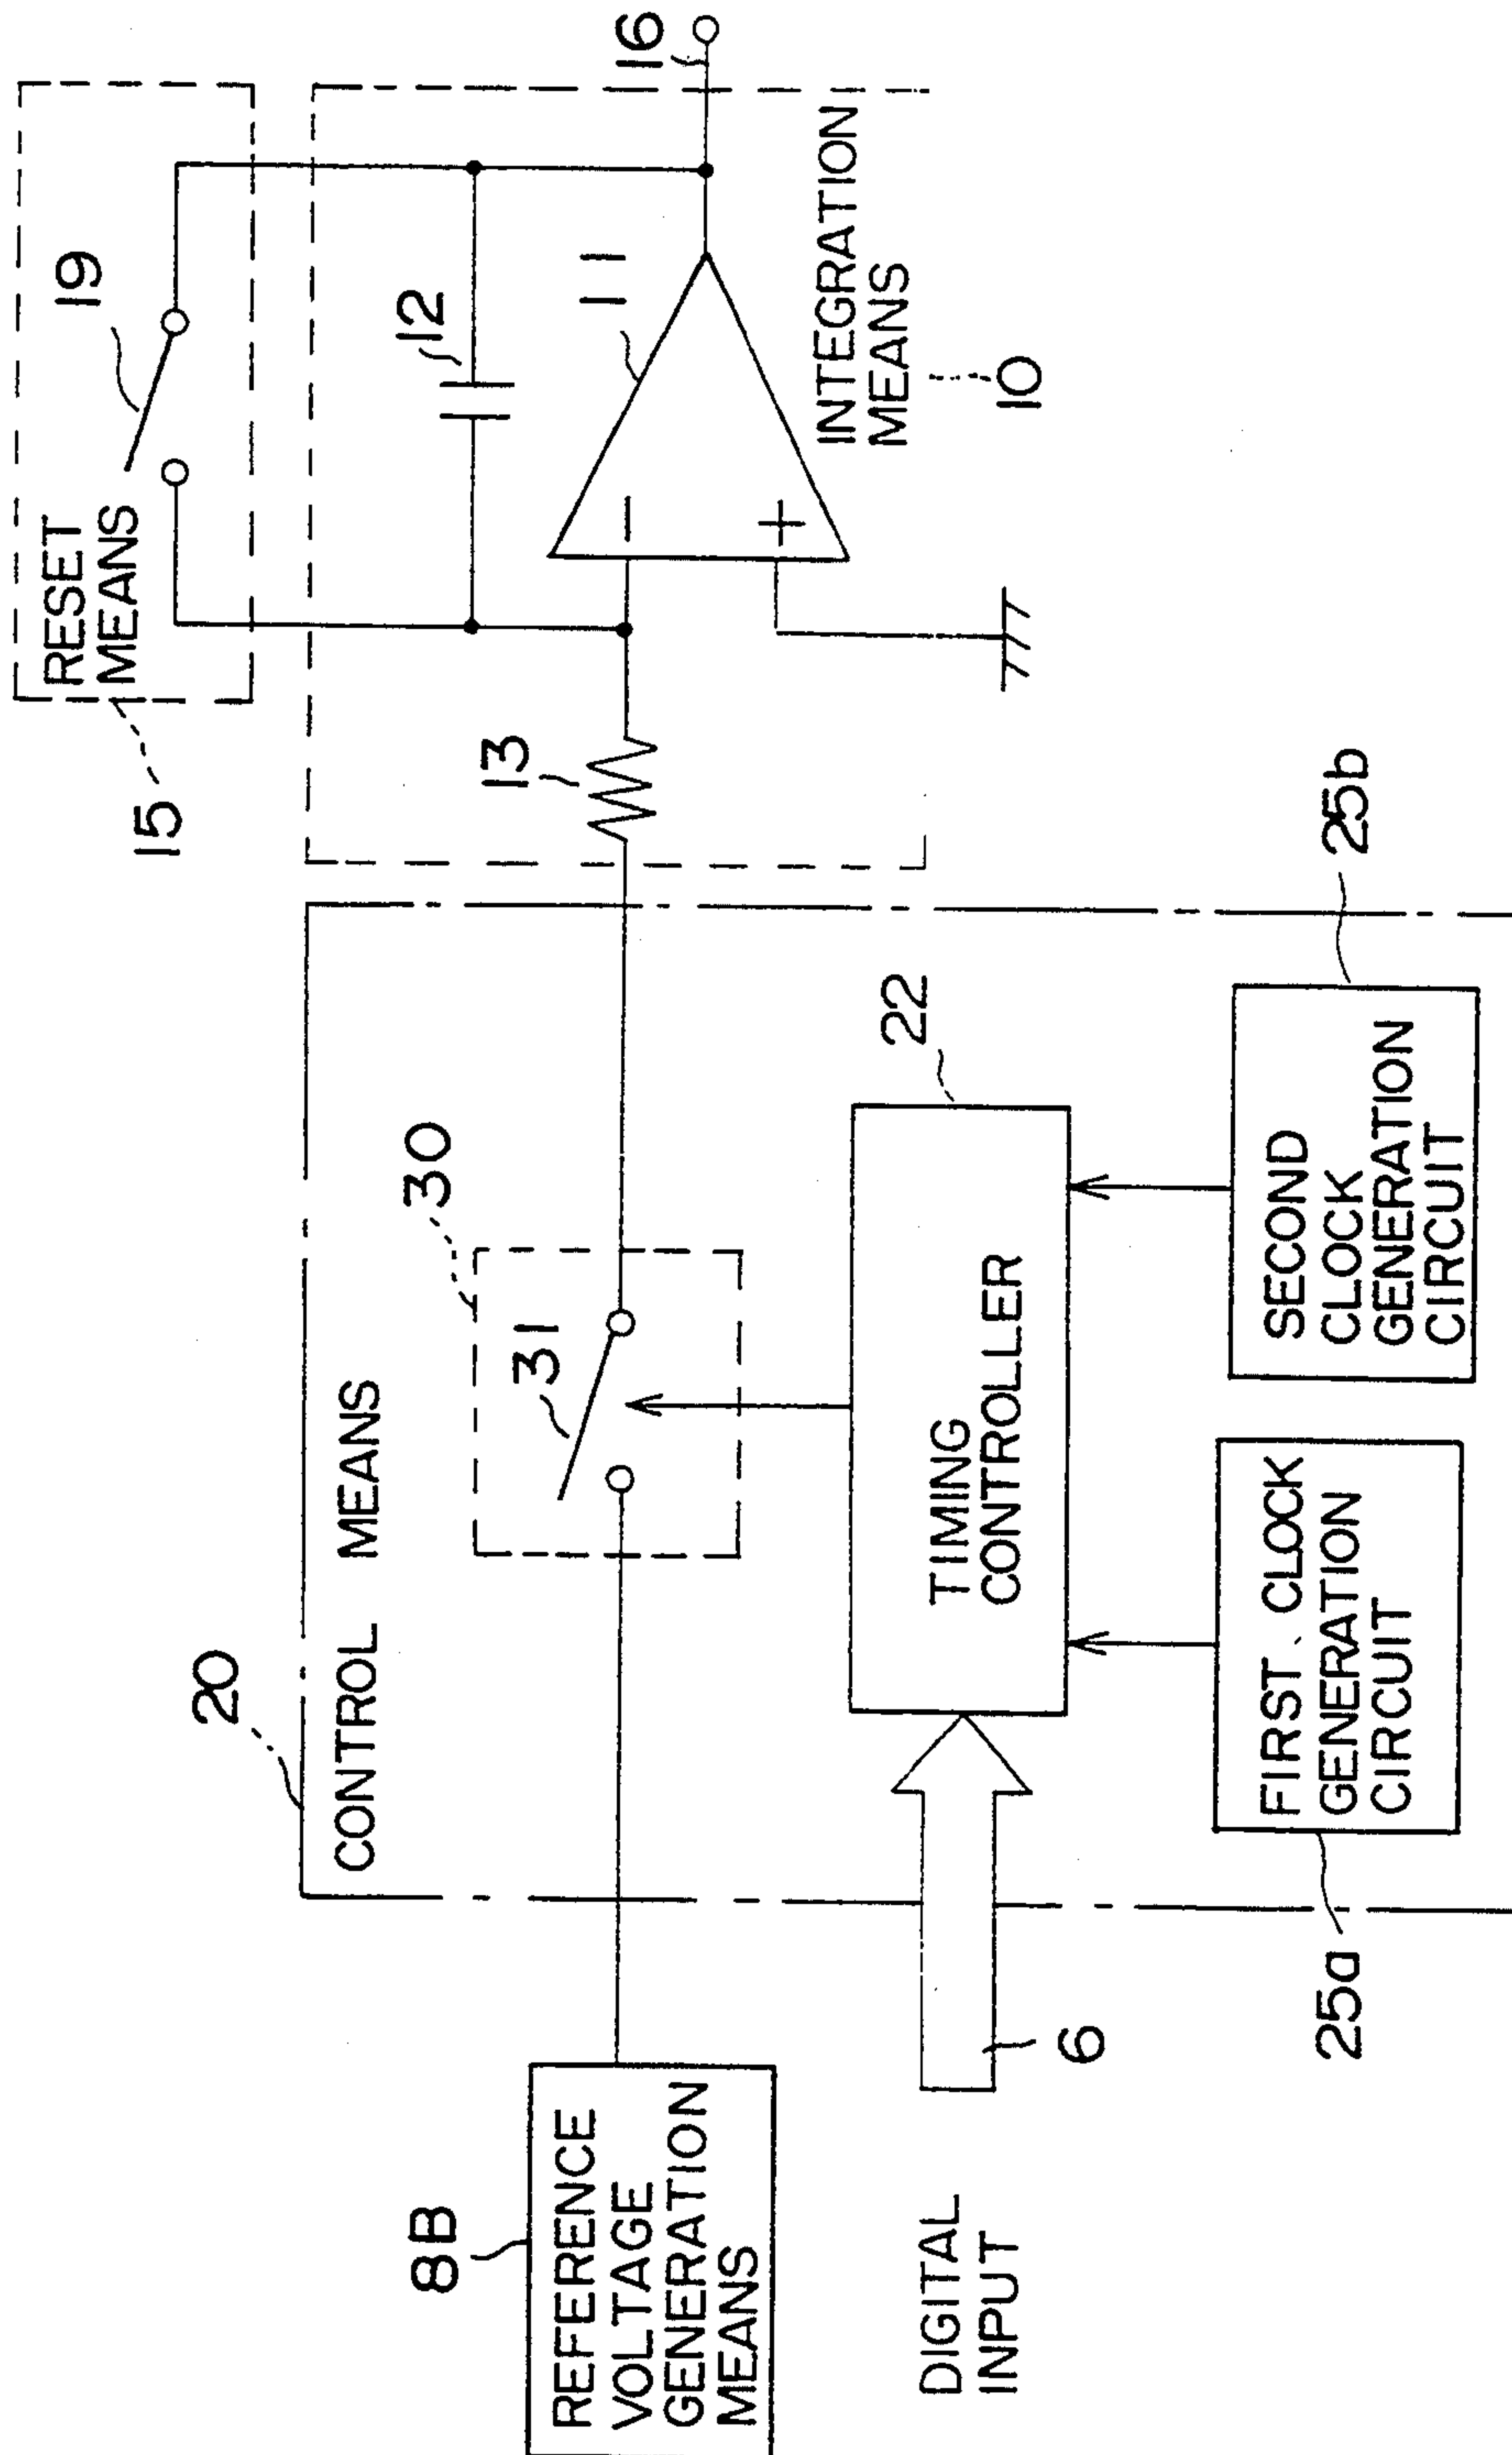 RESET
MEANS
19
15
12
11
13
16
INTEGRATION
MEANS
10
20
CONTROL MEANS
30
31
22
TIMING
CONTROLLER
25b
SECOND
CLOCK
GENERATION
CIRCUIT
FIRST CLOCK
GENERATION
CIRCUIT
25a
8B
REFERENCE
VOLTAGE
GENERATION
MEANS
DIGITAL
INPUT
6
−
+